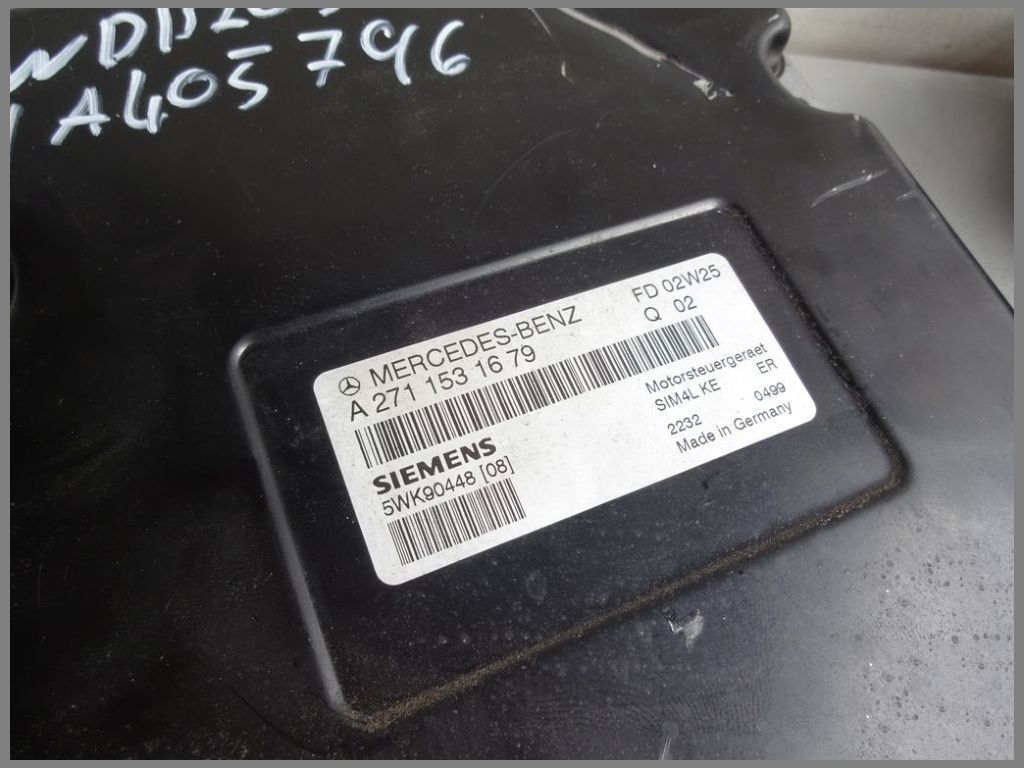 A405796
MERCEDES-BENZ FD 02W25
A 271 153 16 79 Q 02
SIEMENS
5WK90448 [08]
Motorsteuergeraet
SIM4L KE ER
2232 0499
Made in Germany